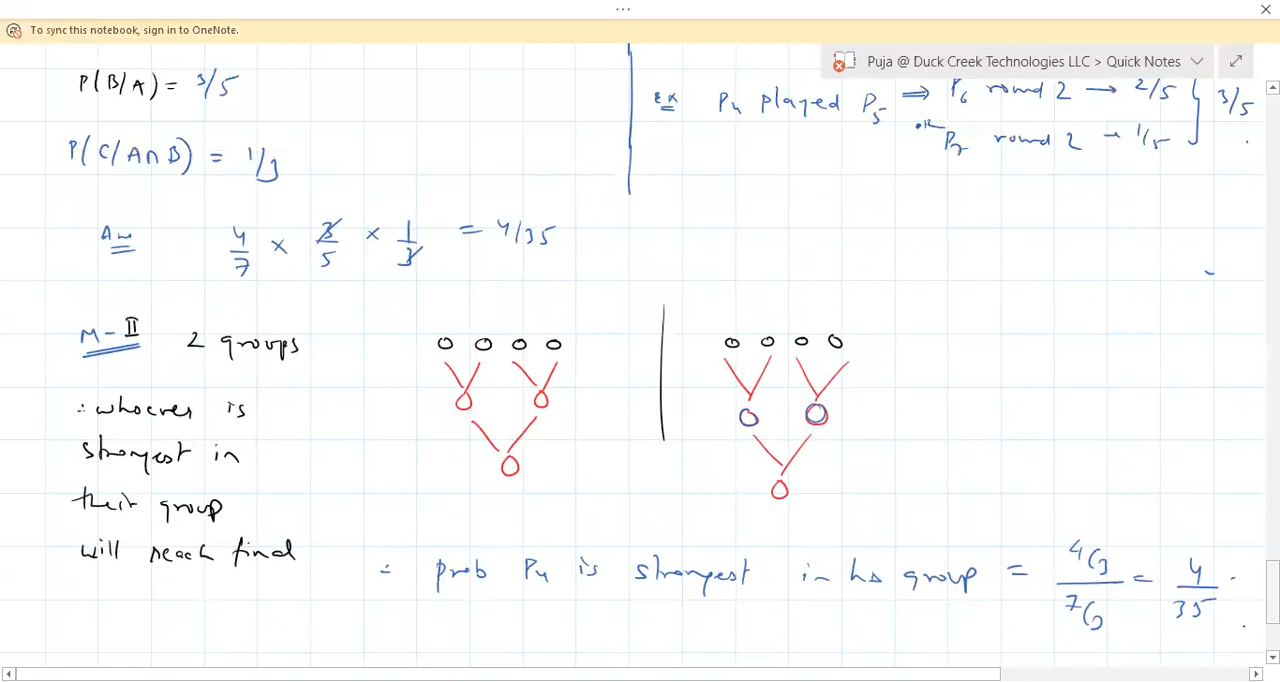 ...
To sync this notebook, sign in to OneNote.
Puja @ Duck Creek Technologies LLC > Quick Notes
P(B/A) = 3/5
P(C/A∩B) = 1/3
Ans 4/7 × 3/5 × 1/3 = 4/35
Ex P4 played P5 ⇒ P6 round 2 → 2/5
or P7 round 2 → 1/5 } 3/5
M-II 2 groups
∴ whoever is
strongest in
their group
will reach final
∴ prob P4 is strongest in his group = 4C3/7C3 = 4/35